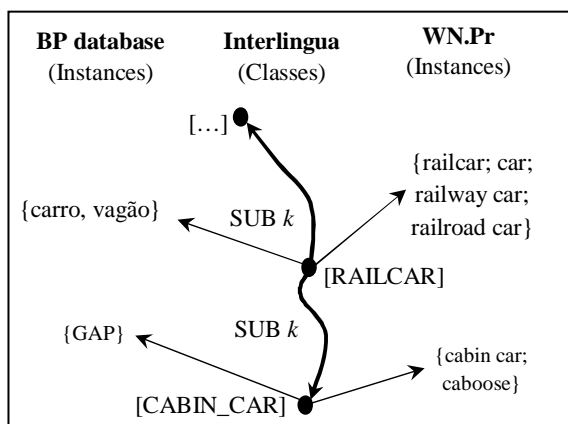 BP database Interlingua WN.Pr
(Instances) (Classes) (Instances)
[…]
{railcar; car;
railway car;
railroad car}
{carro, vagão}
SUB k
[RAILCAR]
SUB k
{GAP}
{cabin car;
caboose}
[CABIN_CAR]